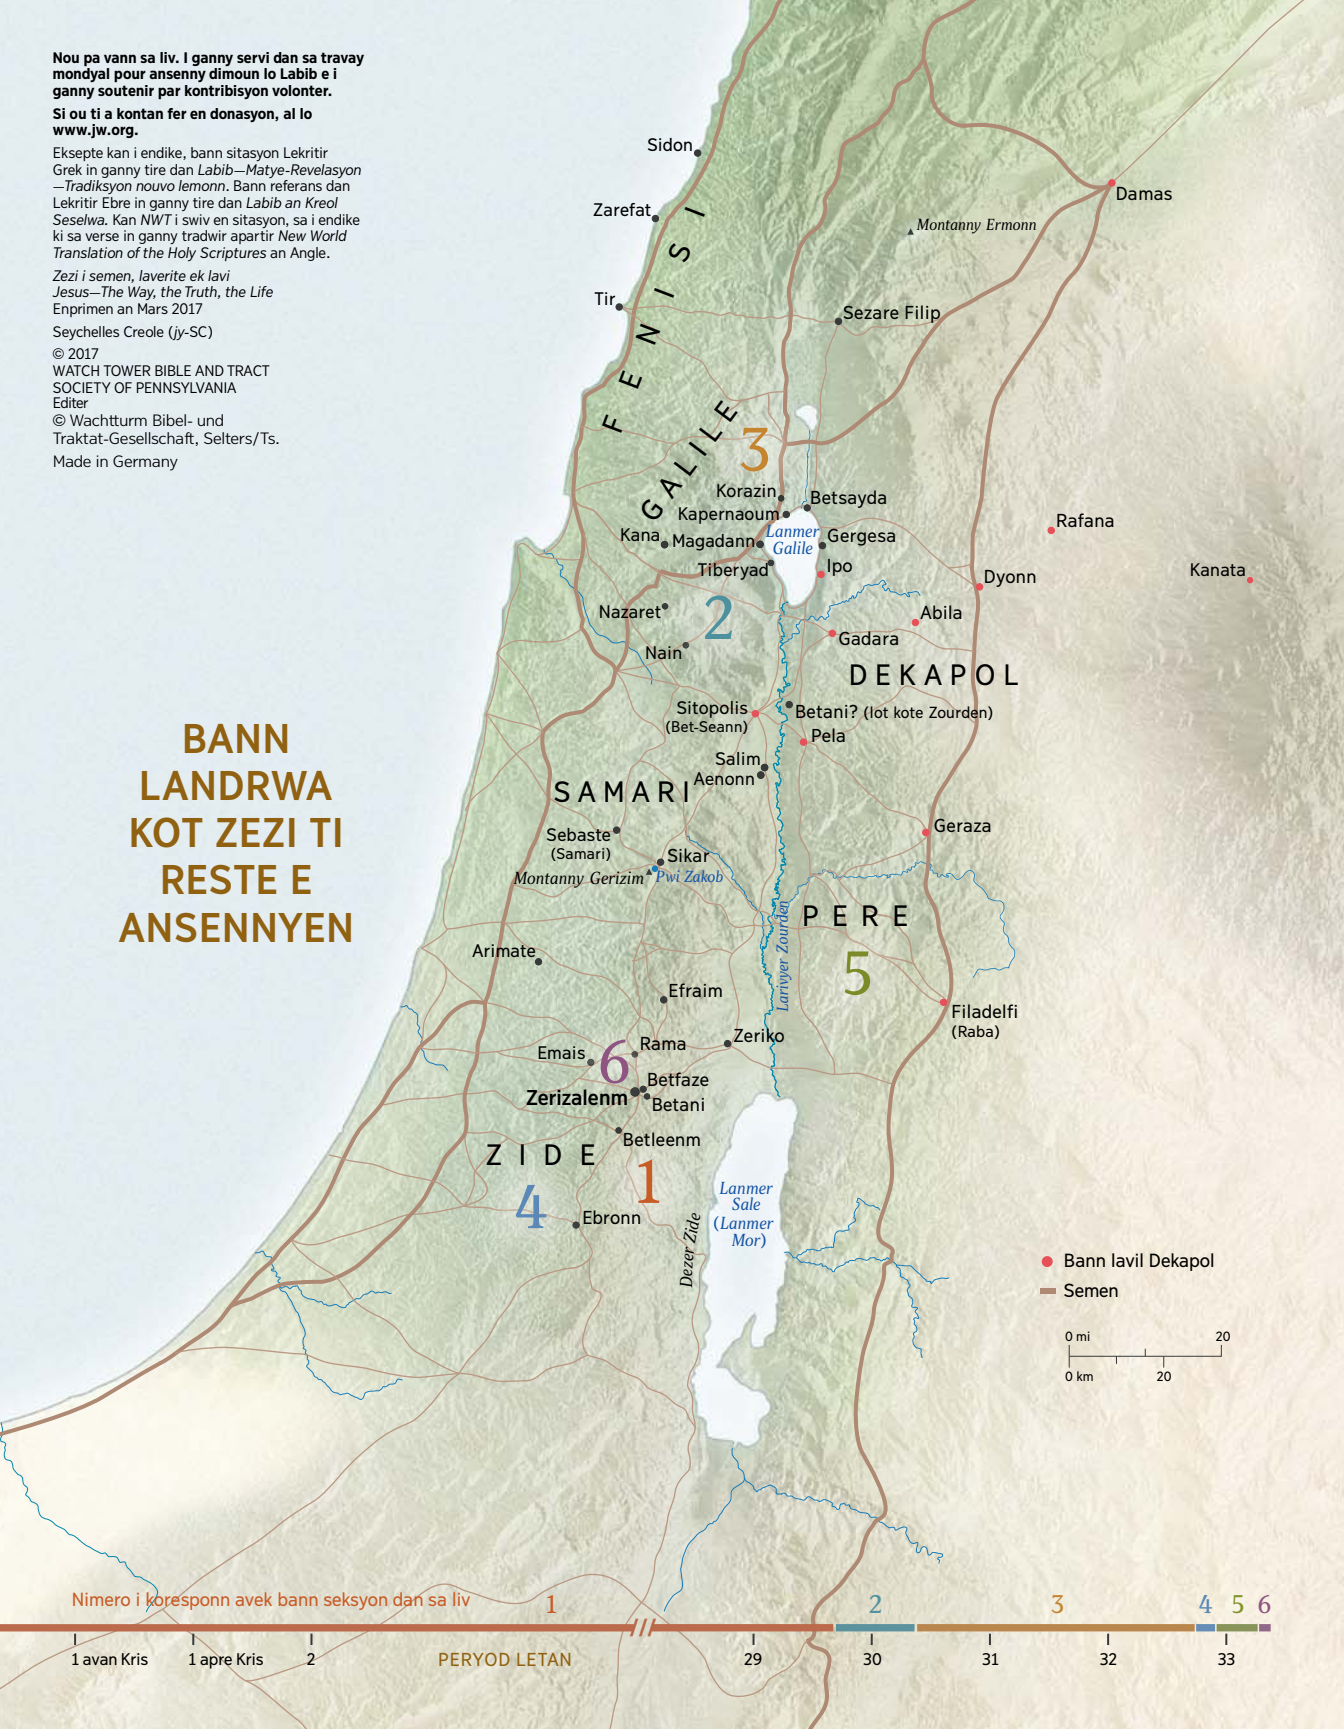 Nou pa vann sa liv. I ganny servi dan sa travay
mondyal pour ansenny dimoun lo Labib e i
ganny soutenir par kontribisyon volonter.
Si ou ti a kontan fer en donasyon, al lo
www.jw.org.
Eksepte kan i endike, bann sitasyon Lekritir
Grek in ganny tire dan Labib—Matye-Revelasyon
—Tradiksyon nouvo lemonn. Bann referans dan
Lekritir Ebre in ganny tire dan Labib an Kreol
Seselwa. Kan NWT i swiv en sitasyon, sa i endike
ki sa verse in ganny tradwir apartir New World
Translation of the Holy Scriptures an Angle.
Zezi i semen, laverite ek lavi
Jesus—The Way, the Truth, the Life
Enprimen an Mars 2017
Seychelles Creole (jy-SC)
© 2017
WATCH TOWER BIBLE AND TRACT
SOCIETY OF PENNSYLVANIA
Editer
© Wachtturm Bibel- und
Traktat-Gesellschaft, Selters/Ts.
Made in Germany
BANN
LANDRWA
KOT ZEZI TI
RESTE E
ANSENNYEN
Sidon
Damas
Zarefat
Montanny Ermonn
FENISI
Tir
Sezare Filip
GALILE
3
Korazin
Betsayda
Kapernaoum
Rafana
Kana
Magadann
Lanmer
Galile
Gergesa
Tiberyad
Ipo
Kanata
Dyonn
Nazaret
2
Abila
Gadara
Nain
DEKAPOL
Sitopolis
(Bet-Seann)
Betani? (lot kote Zourden)
Pela
Salim
Aenonn
SAMARI
Geraza
Sebaste
(Samari)
Sikar
Montanny Gerizim
Pwi Zakob
PERE
Larivyer Zourden
5
Arimate
Efraim
Filadelfi
(Raba)
Zeriko
Rama
Emais
6
Betfaze
Zerizalenm
Betani
Betleenm
ZIDE
1
4
Ebronn
Lanmer
Sale
(Lanmer
Mor)
Dezer Zide
Bann lavil Dekapol
Semen
0 mi 20
0 km 20
Nimero i koresponn avek bann seksyon dan sa liv
1 2 3 4 5 6
1 avan Kris 1 apre Kris 2 PERYOD LETAN 29 30 31 32 33